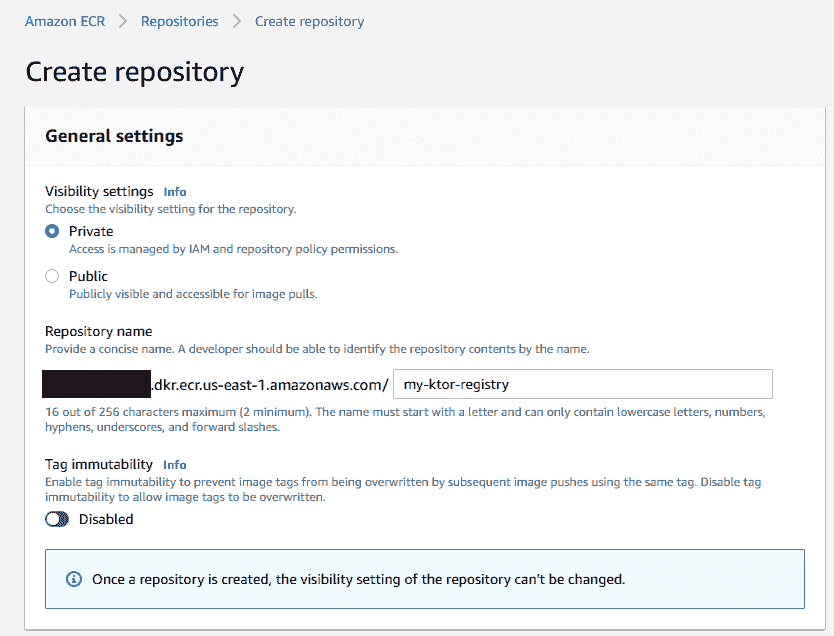 Amazon ECR > Repositories > Create repository
Create repository
General settings
Visibility settings Info
Choose the visibility setting for the repository.
Private
Access is managed by IAM and repository policy permissions.
Public
Publicly visible and accessible for image pulls.
Repository name
Provide a concise name. A developer should be able to identify the repository contents by the name.
.dkr.ecr.us-east-1.amazonaws.com/ my-ktor-registry
16 out of 256 characters maximum (2 minimum). The name must start with a letter and can only contain lowercase letters, numbers,
hyphens, underscores, and forward slashes.
Tag immutability Info
Enable tag immutability to prevent image tags from being overwritten by subsequent image pushes using the same tag. Disable tag
immutability to allow image tags to be overwritten.
Disabled
Once a repository is created, the visibility setting of the repository can't be changed.